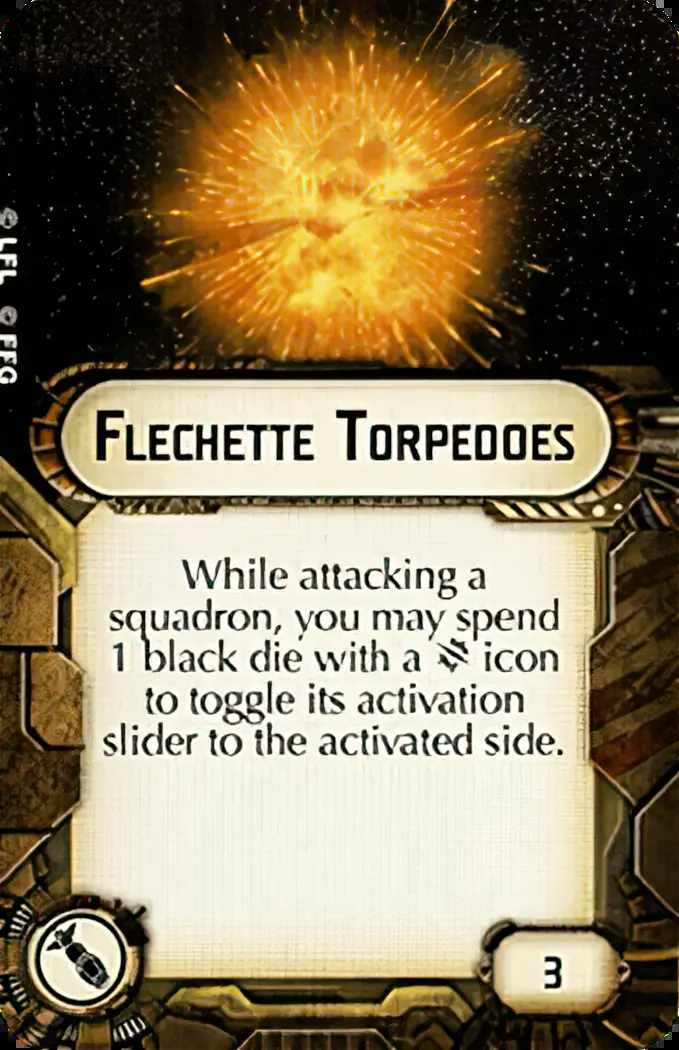 LFL FFG
FLECHETTE TORPEDOES
While attacking a
squadron, you may spend
1 black die with a icon
to toggle its activation
slider to the activated side.
3